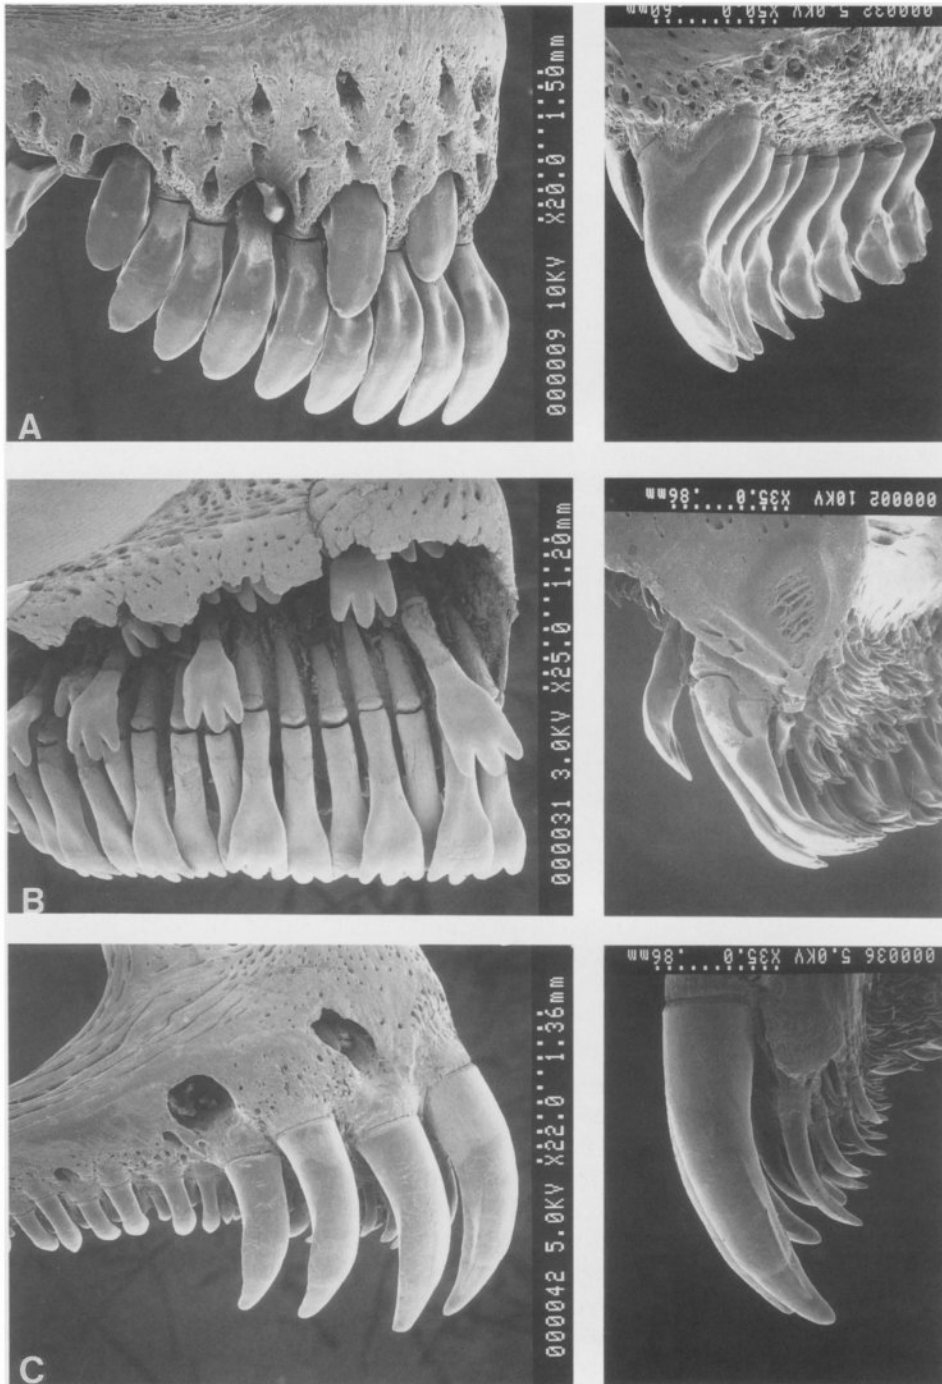 000009 10KV X20.0 1.50mm
A
000032 5.0KV X50.0 .60mm
000031 3.0KV X25.0 1.20mm
B
000002 10KV X35.0 .86mm
000042 5.0KV X22.0 1.36mm
C
000036 5.0KV X35.0 .86mm